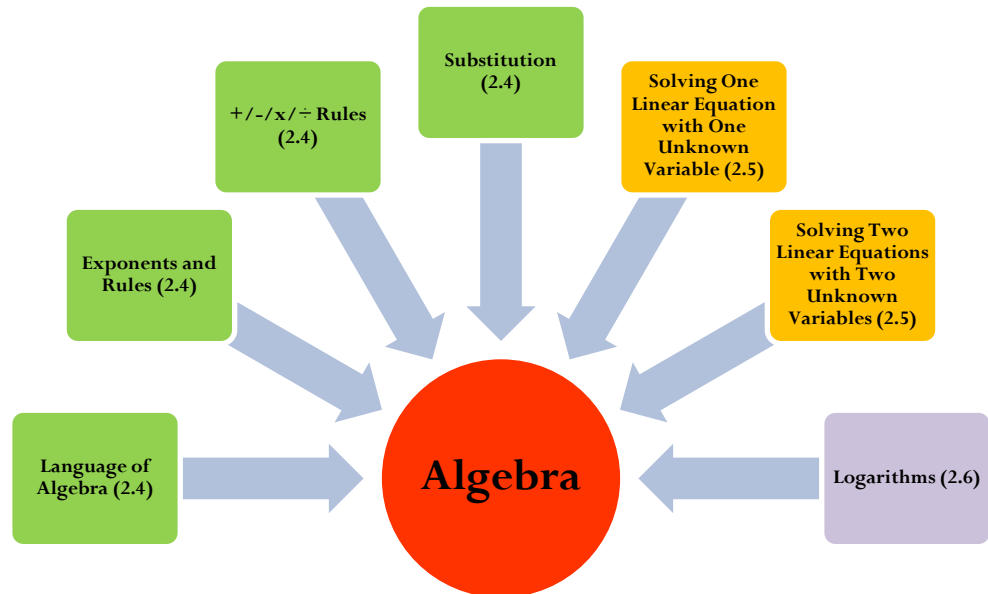 Language of
Algebra (2.4)
Exponents and
Rules (2.4)
+/-/x/÷ Rules
(2.4)
Substitution
(2.4)
Solving One
Linear Equation
with One
Unknown
Variable (2.5)
Solving Two
Linear Equations
with Two
Unknown
Variables (2.5)
Logarithms (2.6)
Algebra